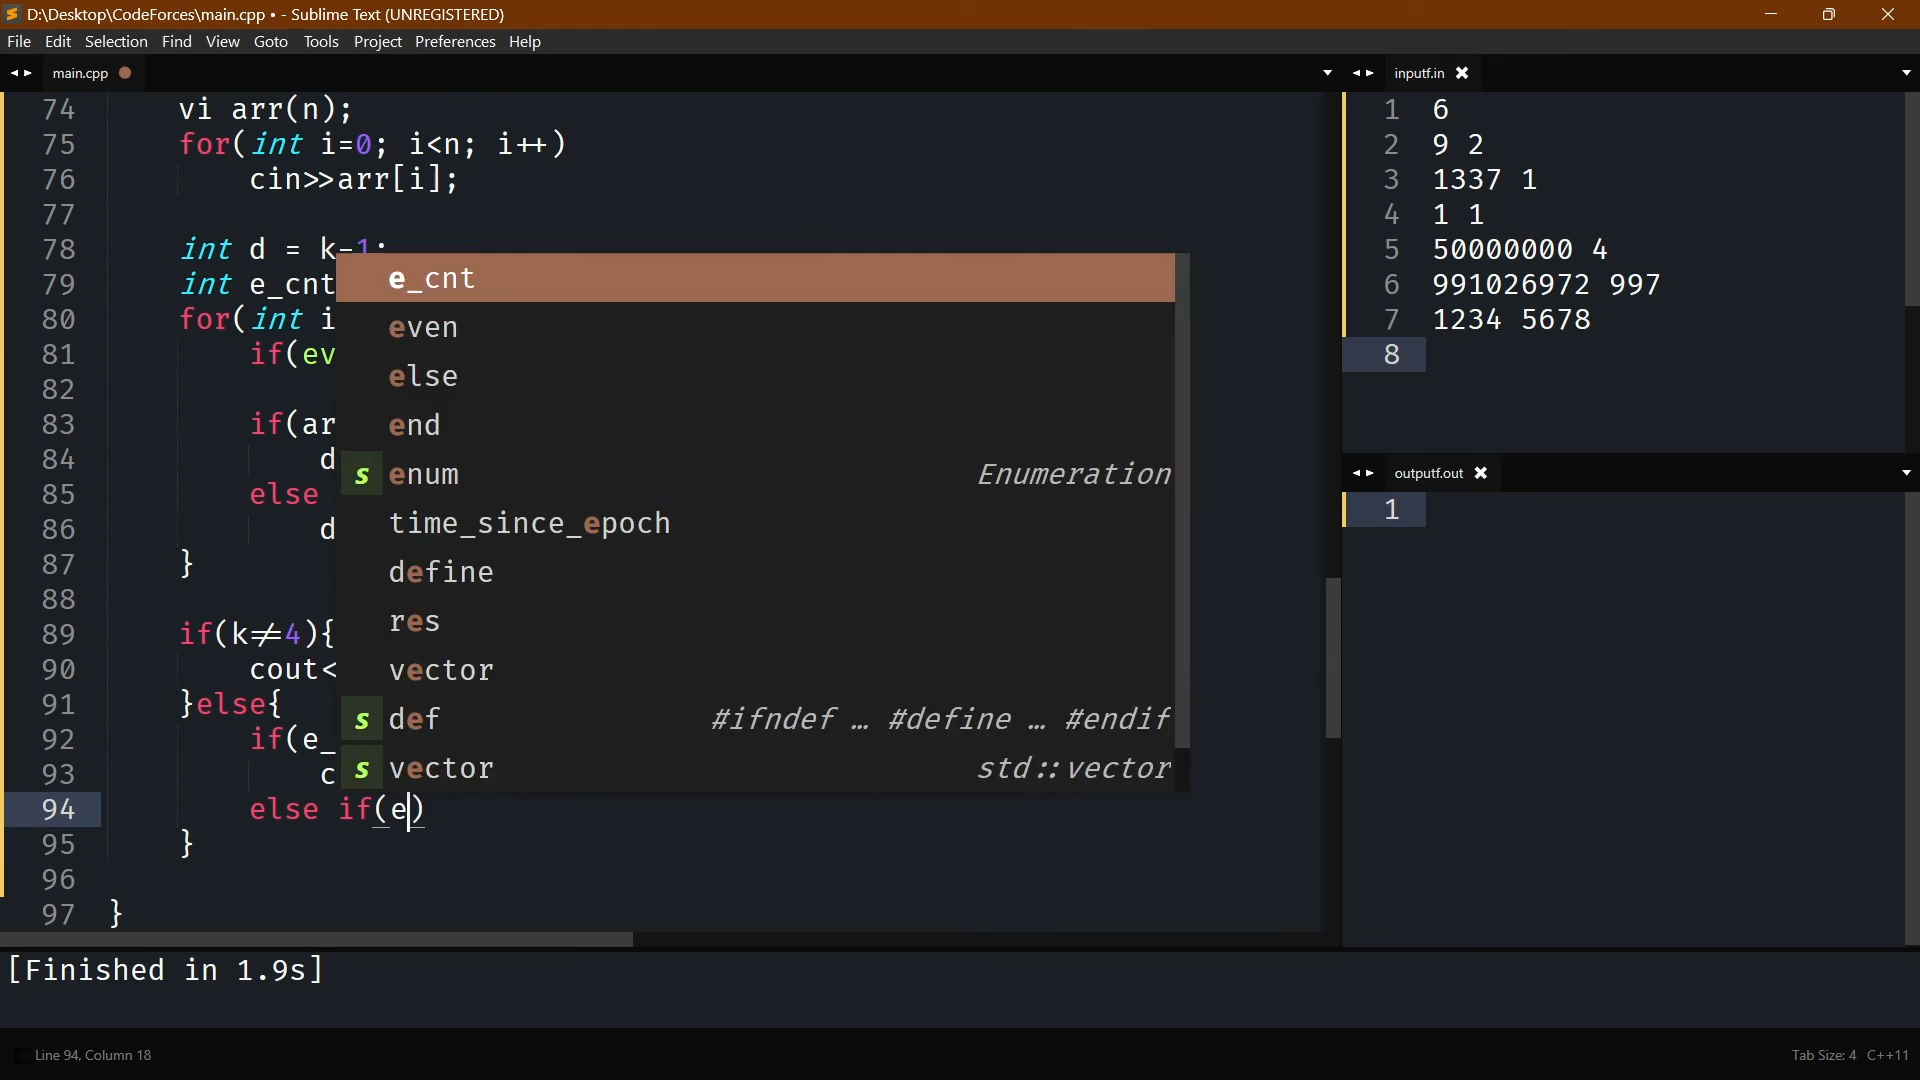 D:\Desktop\CodeForces\main.cpp • - Sublime Text (UNREGISTERED)
File Edit Selection Find View Goto Tools Project Preferences Help
main.cpp
74 vi arr(n);
75 for(int i=0; i<n; i++)
76 cin>>arr[i];
77
78 int d = k-1;
79 int e_cnt
80 for(int i
81 if(ev
82
83 if(ar
84 d
85 else
86 d
87 }
88
89 if(k!=4){
90 cout<
91 }else{
92 if(e_
93 c
94 else if(e)
95 }
96
97 }
e_cnt
even
else
end
s enum Enumeration
time_since_epoch
define
res
vector
s def #ifndef … #define … #endif
s vector std::vector
inputf.in
1 6
2 9 2
3 1337 1
4 1 1
5 50000000 4
6 991026972 997
7 1234 5678
8
outputf.out
1
[Finished in 1.9s]
Line 94, Column 18
Tab Size: 4 C++11